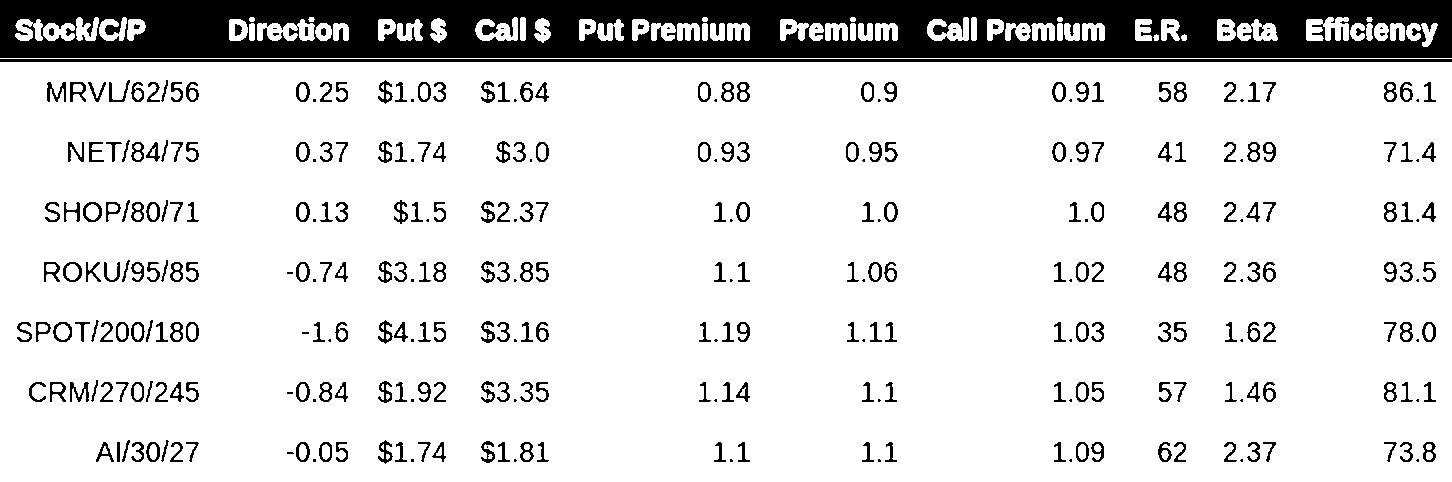 Stock/C/P Direction Put $ Call $ Put Premium Premium Call Premium E.R. Beta Efficiency
MRVL/62/56 0.25 $1.03 $1.64 0.88 0.9 0.91 58 2.17 86.1
NET/84/75 0.37 $1.74 $3.0 0.93 0.95 0.97 41 2.89 71.4
SHOP/80/71 0.13 $1.5 $2.37 1.0 1.0 1.0 48 2.47 81.4
ROKU/95/85 -0.74 $3.18 $3.85 1.1 1.06 1.02 48 2.36 93.5
SPOT/200/180 -1.6 $4.15 $3.16 1.19 1.11 1.03 35 1.62 78.0
CRM/270/245 -0.84 $1.92 $3.35 1.14 1.1 1.05 57 1.46 81.1
AI/30/27 -0.05 $1.74 $1.81 1.1 1.1 1.09 62 2.37 73.8